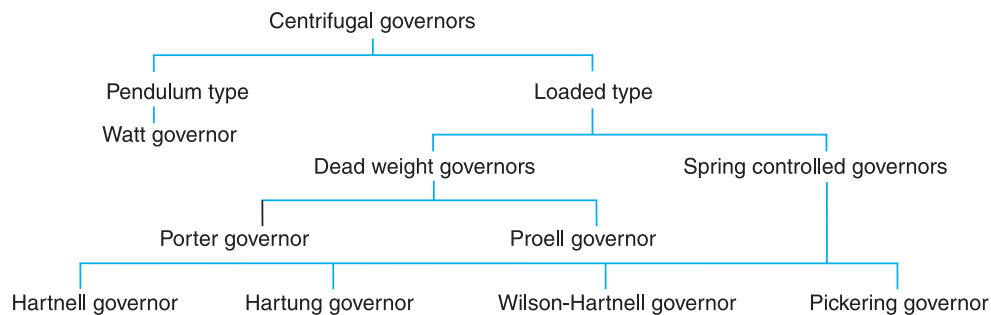 Centrifugal governors
Pendulum type
Loaded type
Watt governor
Dead weight governors
Spring controlled governors
Porter governor
Proell governor
Hartnell governor
Hartung governor
Wilson-Hartnell governor
Pickering governor